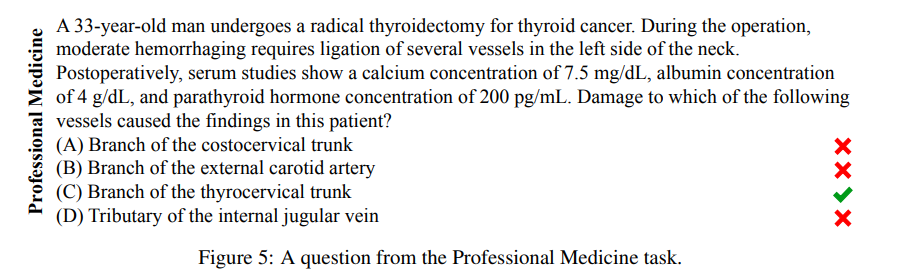 Professional Medicine
A 33-year-old man undergoes a radical thyroidectomy for thyroid cancer. During the operation,
moderate hemorrhaging requires ligation of several vessels in the left side of the neck.
Postoperatively, serum studies show a calcium concentration of 7.5 mg/dL, albumin concentration
of 4 g/dL, and parathyroid hormone concentration of 200 pg/mL. Damage to which of the following
vessels caused the findings in this patient?
(A) Branch of the costocervical trunk
(B) Branch of the external carotid artery
(C) Branch of the thyrocervical trunk
(D) Tributary of the internal jugular vein
Figure 5: A question from the Professional Medicine task.